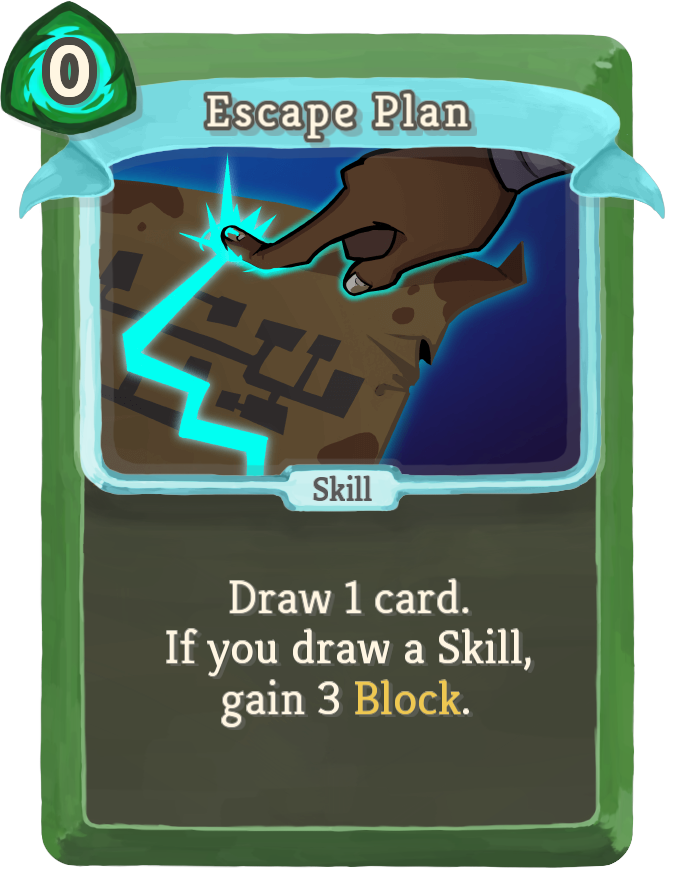 0
Escape Plan
Skill
Draw 1 card.
If you draw a Skill,
gain 3 Block.